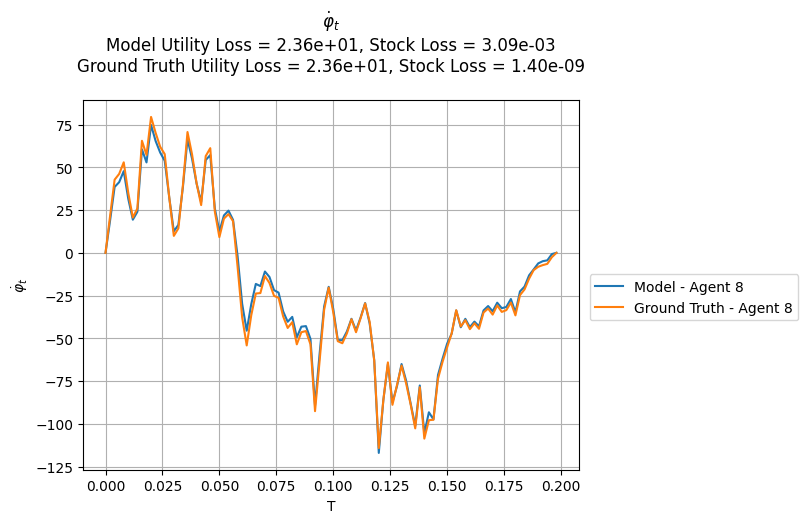 φ̇ₜ
Model Utility Loss = 2.36e+01, Stock Loss = 3.09e-03
Ground Truth Utility Loss = 2.36e+01, Stock Loss = 1.40e-09
φ̇ₜ
75
50
25
0
−25
−50
−75
−100
−125
0.000 0.025 0.050 0.075 0.100 0.125 0.150 0.175 0.200
T
Model - Agent 8
Ground Truth - Agent 8